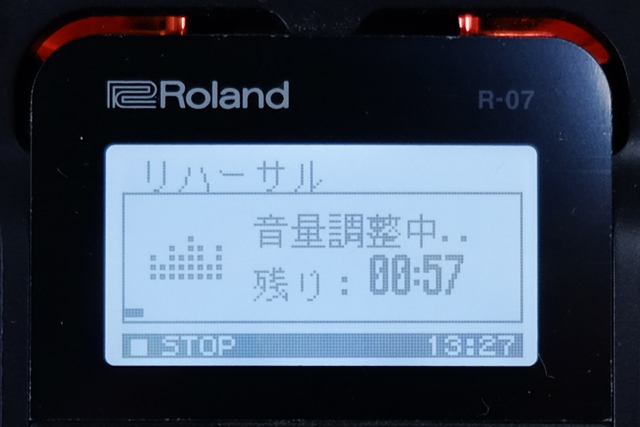 Roland
R-07
リハーサル
音量調整中..
残り：00:57
STOP 13:27